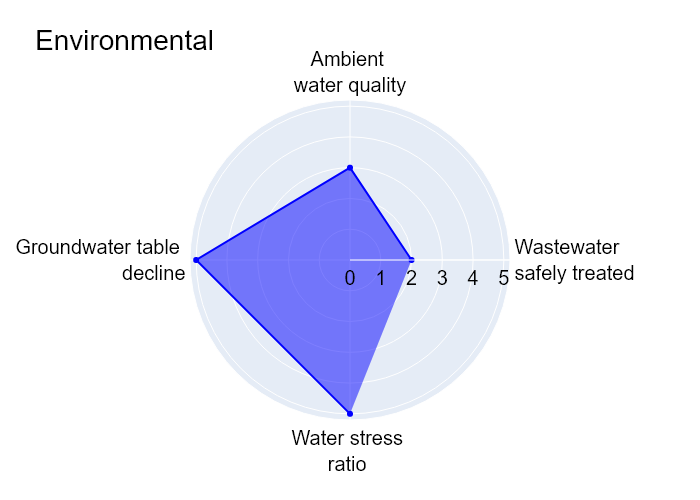 Environmental
Ambient
water quality
Groundwater table
decline
Wastewater
safely treated
0 1 2 3 4 5
Water stress
ratio